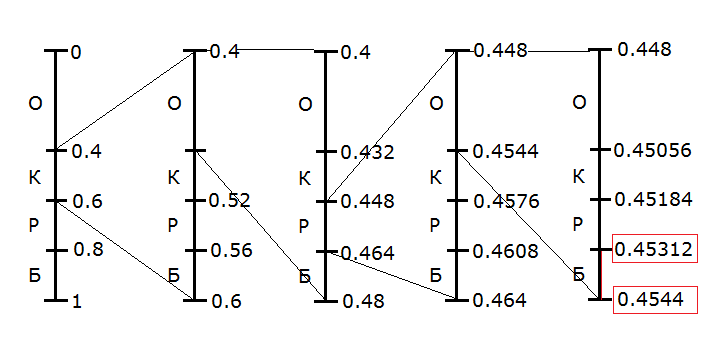 0 0.4 0.4 0.448 0.448
О О О О О
0.4 0.432 0.4544 0.45056
К К К К К
0.6 0.52 0.448 0.4576 0.45184
Р Р Р Р Р
0.8 0.56 0.464 0.4608 0.45312
Б Б Б Б Б
1 0.6 0.48 0.464 0.4544